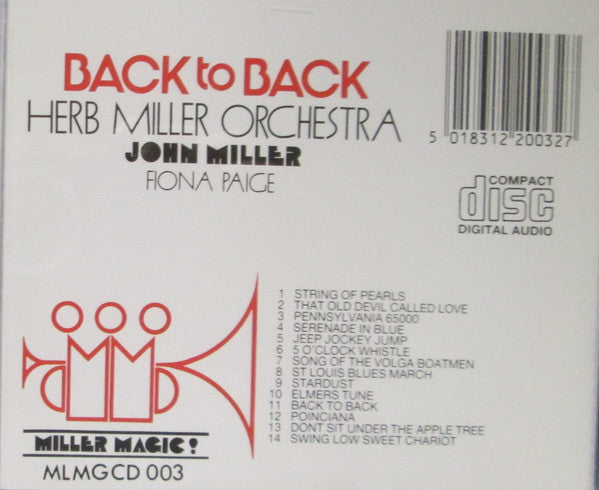 BACK to BACK
HERB MILLER ORCHESTRA
JOHN MILLER
FIONA PAIGE
5 018312 200327
COMPACT
disc
DIGITAL AUDIO
1 STRING OF PEARLS
2 THAT OLD DEVIL CALLED LOVE
3 PENNSYLVANIA 65000
4 SERENADE IN BLUE
5 JEEP JOCKEY JUMP
6 5 O'CLOCK WHISTLE
7 SONG OF THE VOLGA BOATMEN
8 ST LOUIS BLUES MARCH
9 STARDUST
10 ELMERS TUNE
11 BACK TO BACK
12 POINCIANA
13 DONT SIT UNDER THE APPLE TREE
14 SWING LOW SWEET CHARIOT
MILLER MAGIC!
MLMGCD 003